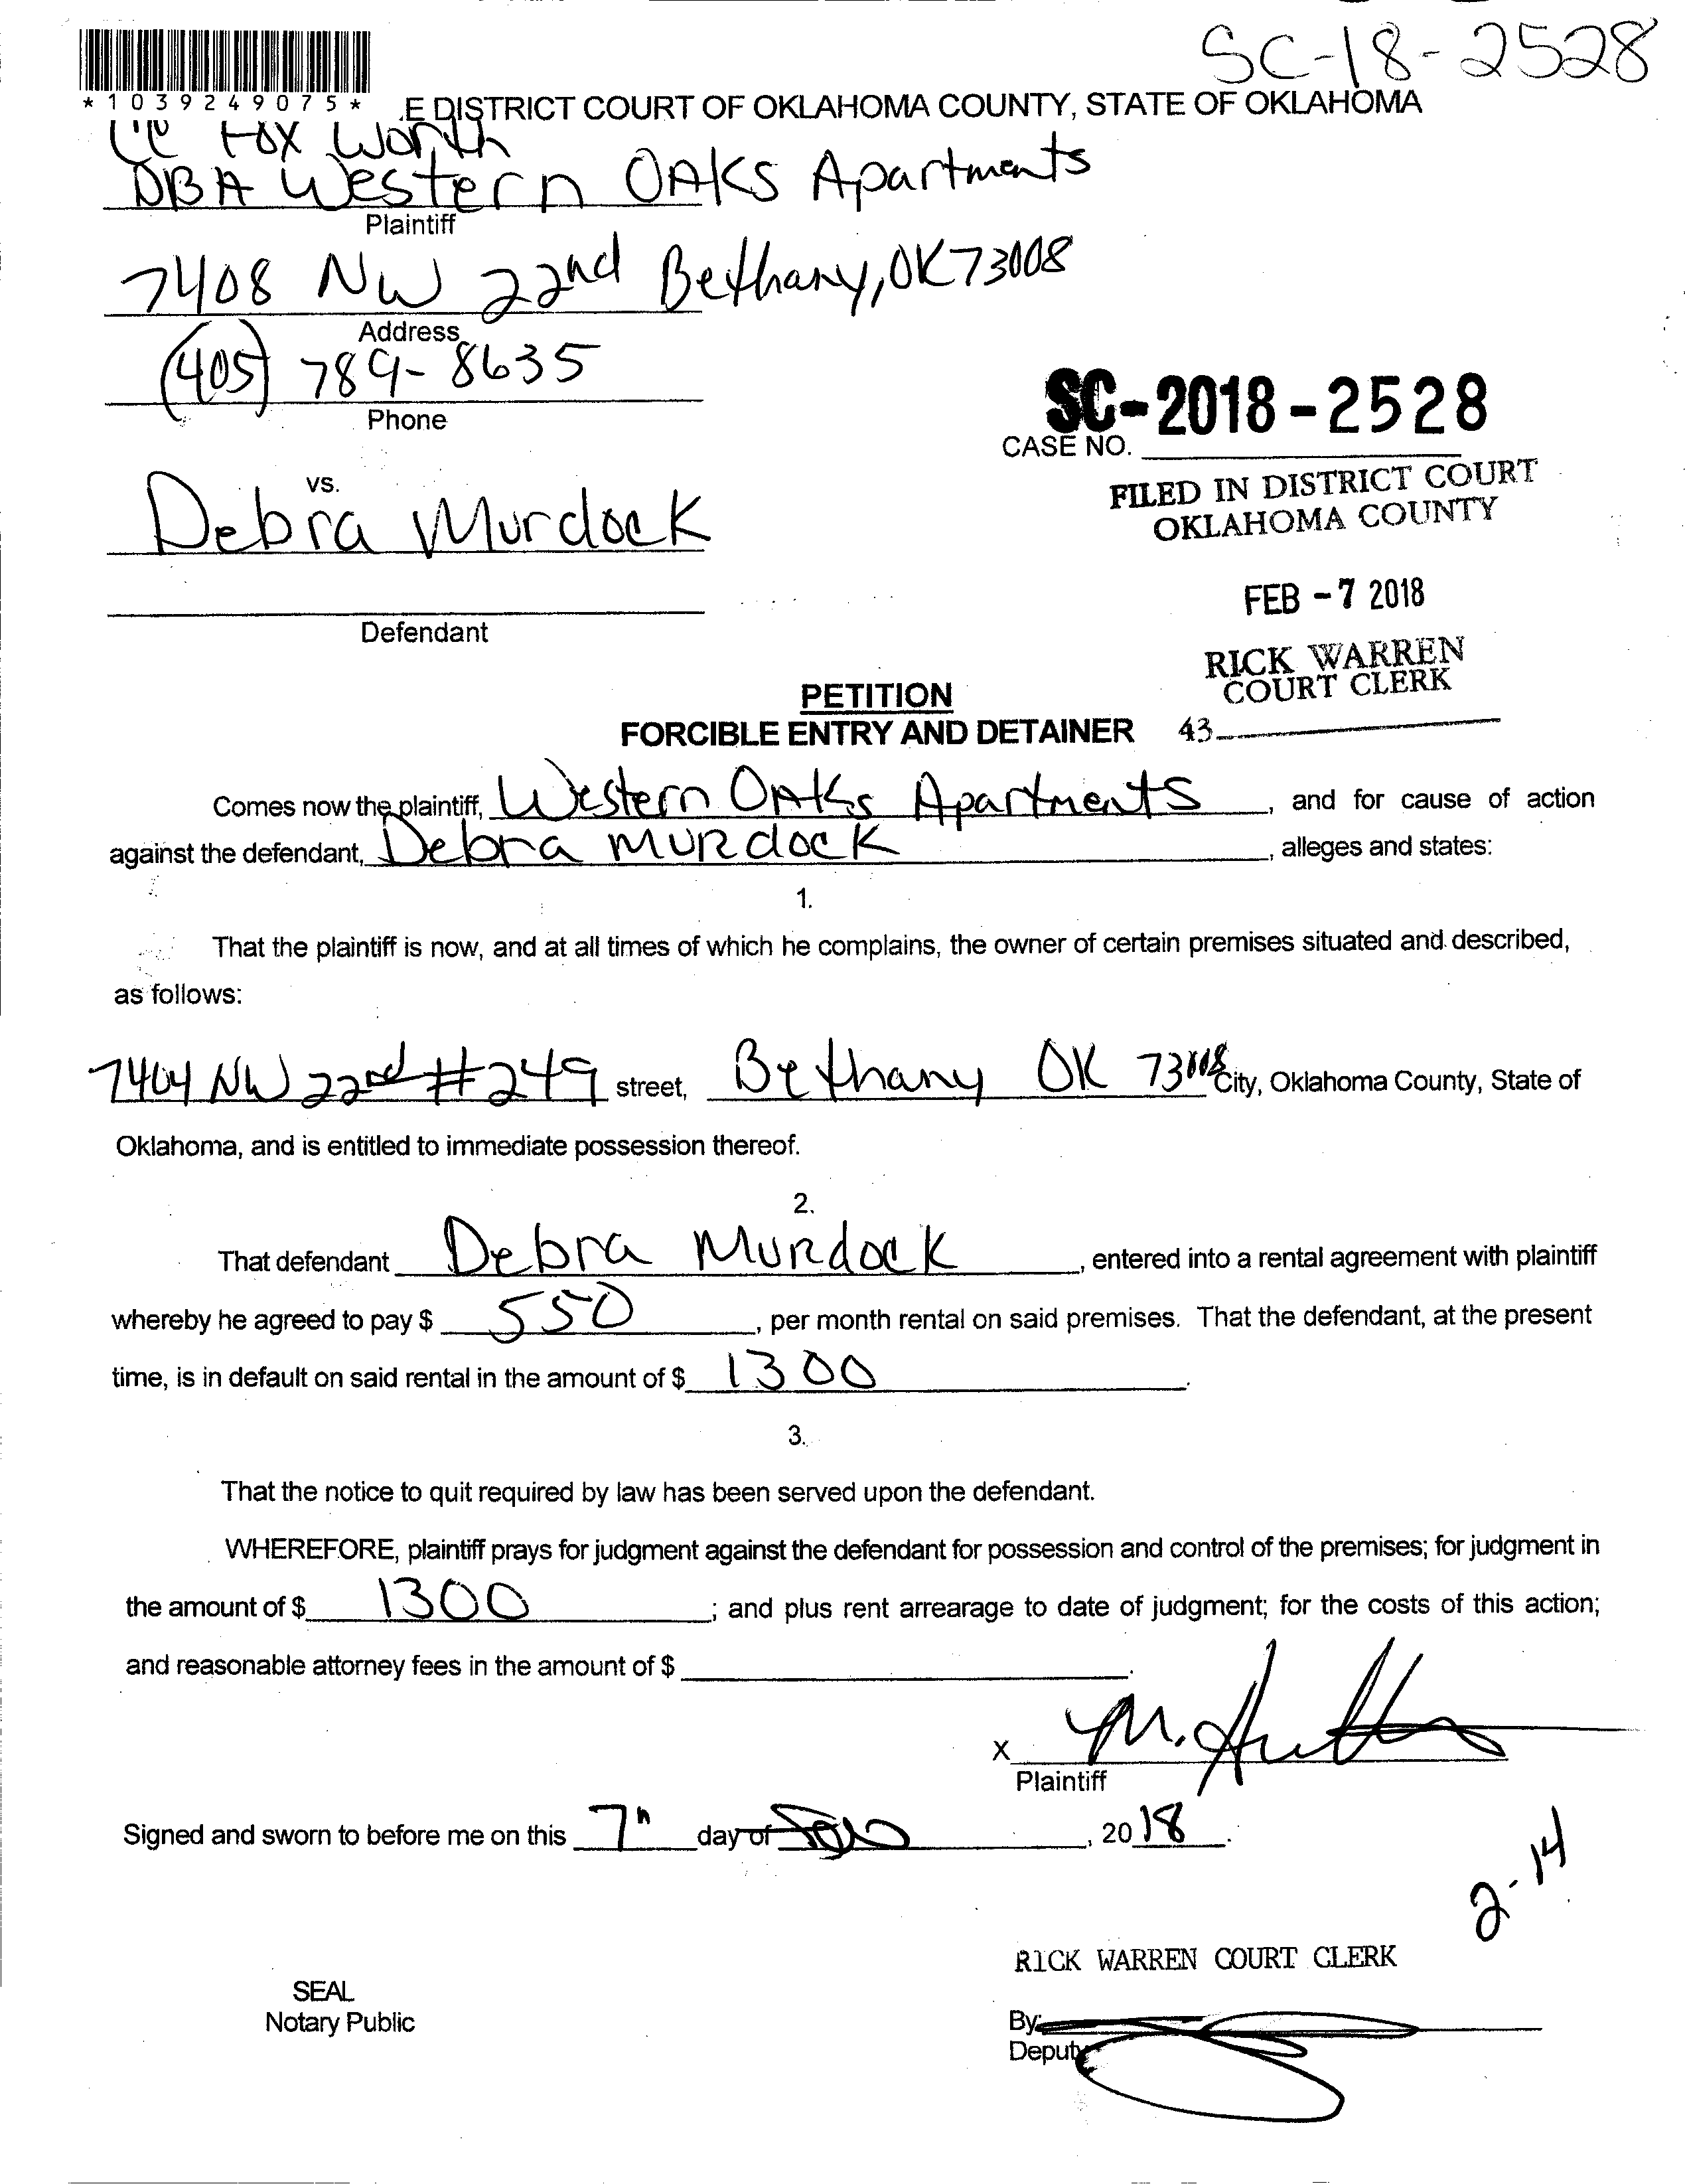 SC-18-2528
*1039249075*
E DISTRICT COURT OF OKLAHOMA COUNTY, STATE OF OKLAHOMA
Fox Worth
DBA Western OAKS Apartments
Plaintiff
7408 NW 22nd Bethany, OK 73008
Address
(405) 789-8635
Phone
SC-2018-2528
CASE NO.
vs.
FILED IN DISTRICT COURT
OKLAHOMA COUNTY
Debra Murdock
FEB -7 2018
Defendant
RICK WARREN
COURT CLERK
PETITION
FORCIBLE ENTRY AND DETAINER 43
Comes now the plaintiff, Western OAKs Apartments, and for cause of action
against the defendant, Debra Murdock, alleges and states:
1.
That the plaintiff is now, and at all times of which he complains, the owner of certain premises situated and described,
as follows:
7404 NW 22nd #249 street, Bethany OK 73008 City, Oklahoma County, State of
Oklahoma, and is entitled to immediate possession thereof.
2.
That defendant Debra Murdock, entered into a rental agreement with plaintiff
whereby he agreed to pay $ 550, per month rental on said premises. That the defendant, at the present
time, is in default on said rental in the amount of $ 1300.
3.
That the notice to quit required by law has been served upon the defendant.
WHEREFORE, plaintiff prays for judgment against the defendant for possession and control of the premises; for judgment in
the amount of $ 1300; and plus rent arrearage to date of judgment; for the costs of this action;
and reasonable attorney fees in the amount of $.
X
Plaintiff
Signed and sworn to before me on this 7th day of, 2018.
2-14
RICK WARREN COURT CLERK
SEAL
Notary Public
By
Deputy